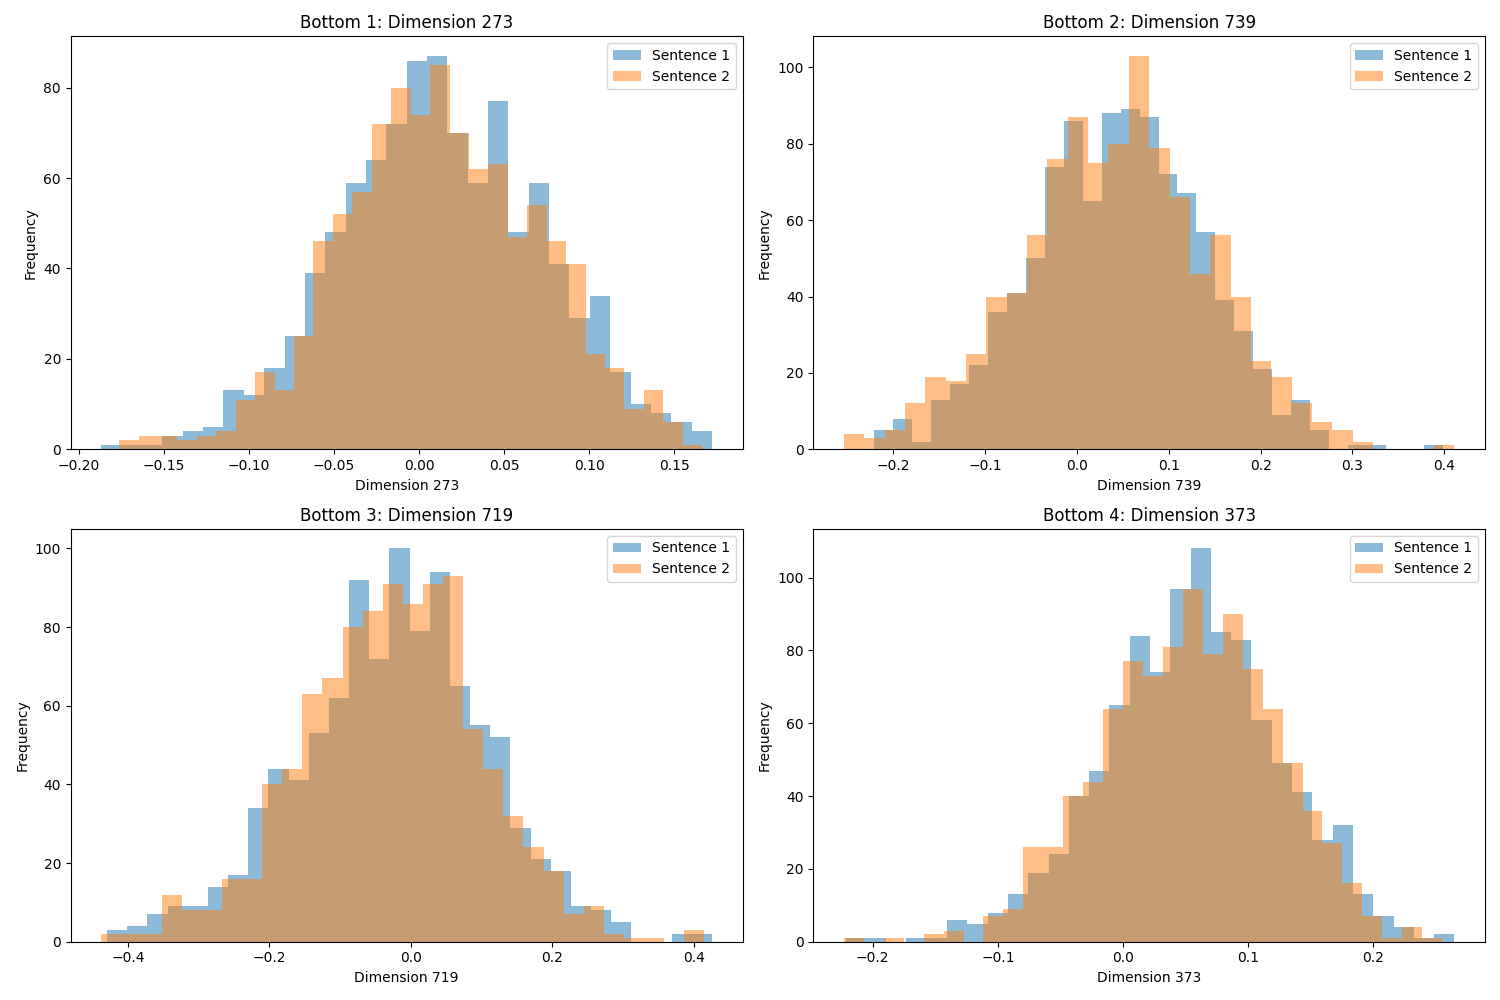 Bottom 1: Dimension 273
Sentence 1
Sentence 2
Frequency
80
60
40
20
0
−0.20 −0.15 −0.10 −0.05 0.00 0.05 0.10 0.15
Dimension 273
Bottom 2: Dimension 739
Sentence 1
Sentence 2
Frequency
100
80
60
40
20
0
−0.2 −0.1 0.0 0.1 0.2 0.3 0.4
Dimension 739
Bottom 3: Dimension 719
Sentence 1
Sentence 2
Frequency
100
80
60
40
20
0
−0.4 −0.2 0.0 0.2 0.4
Dimension 719
Bottom 4: Dimension 373
Sentence 1
Sentence 2
Frequency
100
80
60
40
20
0
−0.2 −0.1 0.0 0.1 0.2
Dimension 373